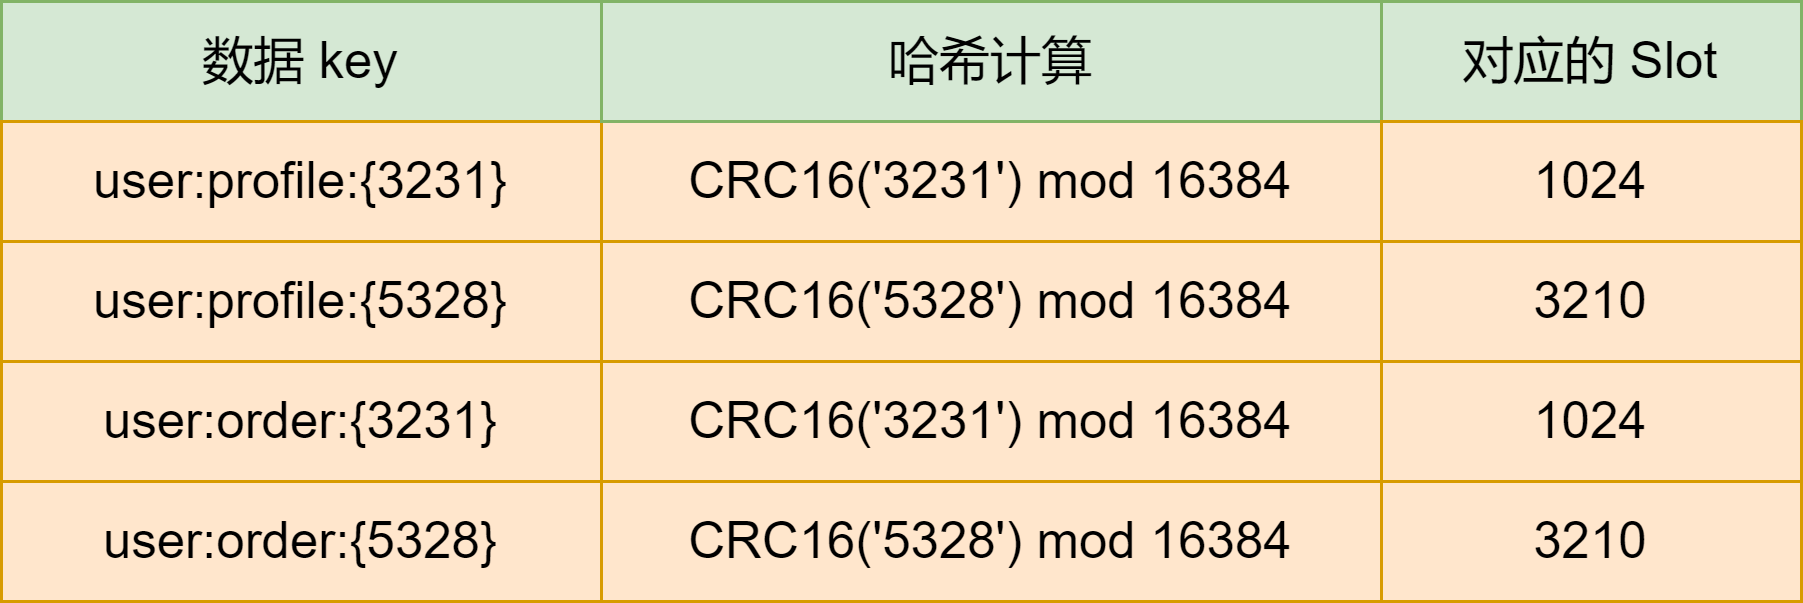 数据 key 哈希计算 对应的 Slot
user:profile:{3231} CRC16('3231') mod 16384 1024
user:profile:{5328} CRC16('5328') mod 16384 3210
user:order:{3231} CRC16('3231') mod 16384 1024
user:order:{5328} CRC16('5328') mod 16384 3210